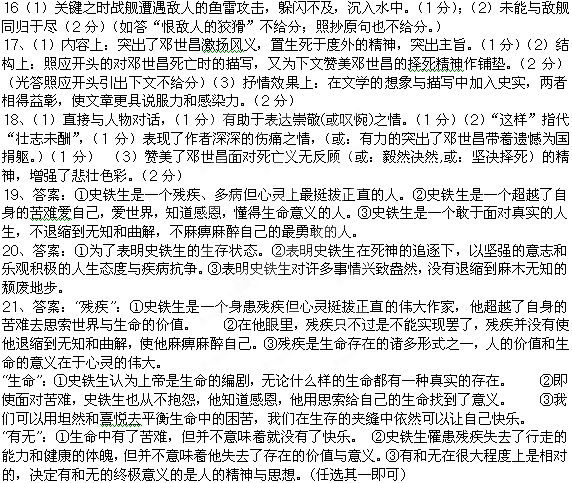 16（1）关键之时战舰遭遇敌人的鱼雷攻击，躲闪不及，沉入水中。（1分）；（2）未能与敌舰
同归于尽（2分）（如答“恨敌人的狡猾”不给分；照抄原句也不给分。）
17、（1）内容上：突出了邓世昌激扬风义，置生死于度外的精神，突出主旨。（1分）（2）结
构上：照应开头的对邓世昌死亡时的描写，又为下文赞美邓世昌的择死精神作铺垫。（2分）
（光答照应开头引出下文不给分）（3）抒情效果上：在文学的想象与描写中加入史实，两者
相得益彰，使文章更具说服力和感染力。（2分）
18、（1）直接与人物对话，（1分）有助于表达崇敬(或叹惋)之情。（1分）（2）“这样”指代
“壮志未酬”，（1分）表现了作者深深的伤痛之情，（或：有力的突出了邓世昌带着遗憾为国
捐躯。）（1分） （3）赞美了邓世昌面对死亡义无反顾（或：毅然决然,或：坚决择死）的精
神，增强了悲壮色彩。（2分）
19、答案：①史铁生是一个残疾、多病但心灵上最挺拔正直的人。②史铁生是一个超越了自
身的苦难爱自己，爱世界，知道感恩，懂得生命意义的人。③史铁生是一个敢于面对真实的人
生，不退缩到无知和曲解，不麻痹麻醉自己的最勇敢的人。
20、答案：①为了表明史铁生的生存状态。②表明史铁生在死神的追逐下，以坚强的意志和
乐观积极的人生态度与疾病抗争。③表明史铁生对许多事情兴致盎然，没有退缩到麻木无知的
颓废地步。
21、答案：“残疾”：①史铁生是一个身患残疾但心灵挺拔正直的伟大作家，他超越了自身的
苦难去思索世界与生命的价值。 ②在他眼里，残疾只不过是不能实现罢了，残疾并没有使
他退缩到无知和曲解，使他麻痹麻醉自己。③残疾是生命存在的诸多形式之一，人的价值和生
命的意义在于心灵的伟大。
“生命”：①史铁生认为上帝是生命的编剧，无论什么样的生命都有一种真实的存在。 ②即
使面对苦难，史铁生也从不抱怨，他知道感恩，他用思索给自己的生命找到了意义。 ③我
们可以用坦然和喜悦去平衡生命中的困苦，我们在生存的夹缝中依然可以让自己快乐。
“有无”：①生命中有了苦难，但并不意味着就没有了快乐。 ②史铁生罹患残疾失去了行走的
能力和健康的体魄，但并不意味着他失去了存在的价值与意义。③有和无在很大程度上是相对
的，决定有和无的终极意义的是人的精神与思想。（任选其一即可）